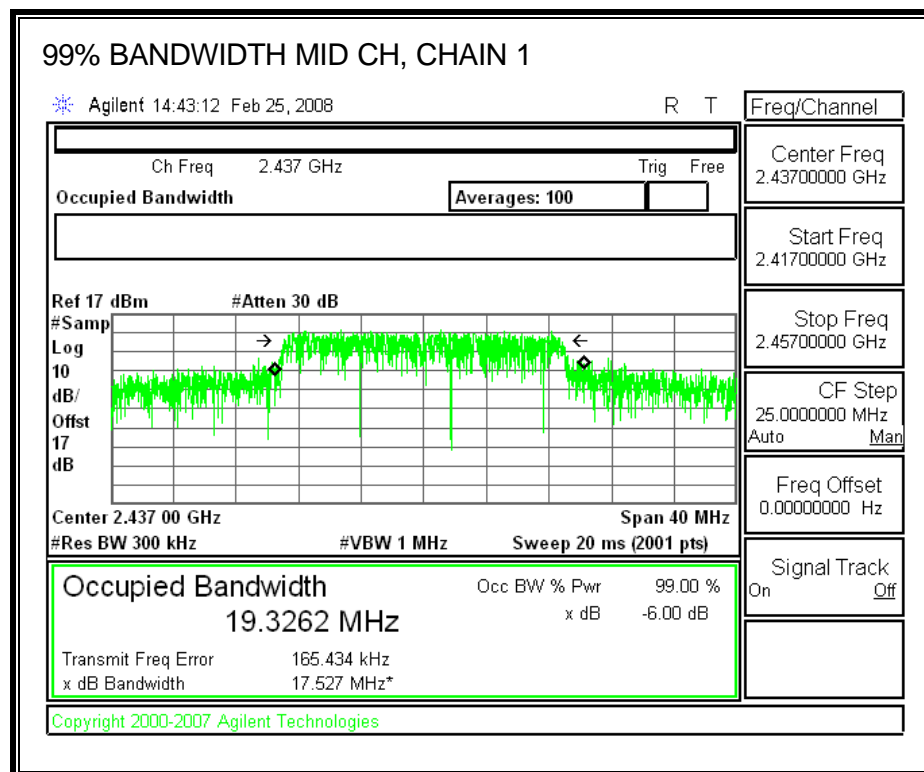 99% BANDWIDTH MID CH, CHAIN 1
Agilent 14:43:12 Feb 25, 2008 R T
Freq/Channel
Ch Freq 2.437 GHz Trig Free
Occupied Bandwidth Averages: 100
Center Freq
2.43700000 GHz
Start Freq
2.41700000 GHz
Stop Freq
2.45700000 GHz
CF Step
25.0000000 MHz
Auto Man
Freq Offset
0.00000000 Hz
Signal Track
On Off
Ref 17 dBm #Atten 30 dB
#Samp
Log
10
dB/
Offst
17
dB
Center 2.437 00 GHz Span 40 MHz
#Res BW 300 kHz #VBW 1 MHz Sweep 20 ms (2001 pts)
Occupied Bandwidth Occ BW % Pwr 99.00 %
19.3262 MHz x dB -6.00 dB
Transmit Freq Error 165.434 kHz
x dB Bandwidth 17.527 MHz*
Copyright 2000-2007 Agilent Technologies